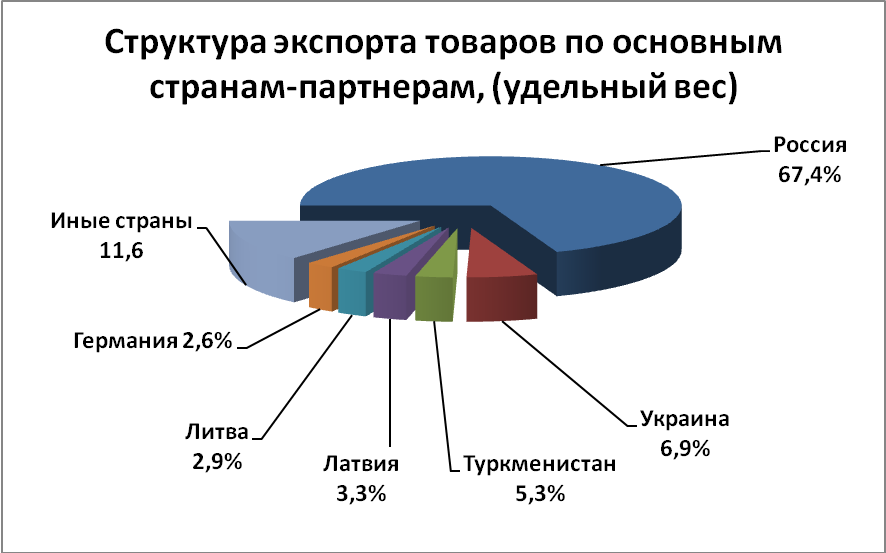 Структура экспорта товаров по основным
странам-партнерам, (удельный вес)
Россия
67,4%
Иные страны
11,6
Германия 2,6%
Литва
2,9%
Латвия
3,3%
Туркменистан
5,3%
Украина
6,9%